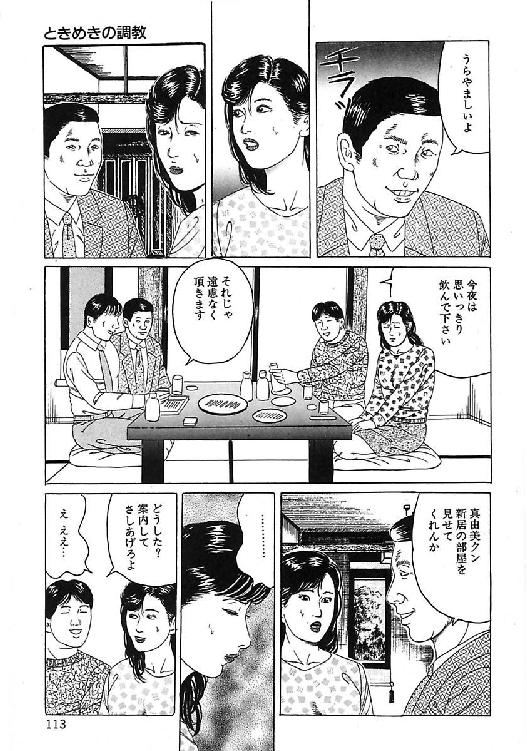 ときめきの調教
うらやましいよ
チラッ
今夜は
思いっきり
飲んで下さい
それじゃ
遠慮なく
頂きます
真由美クン
新居の部屋を
見せて
くれんか
………
どうした?
案内して
さしあげろよ
え ええ…
113